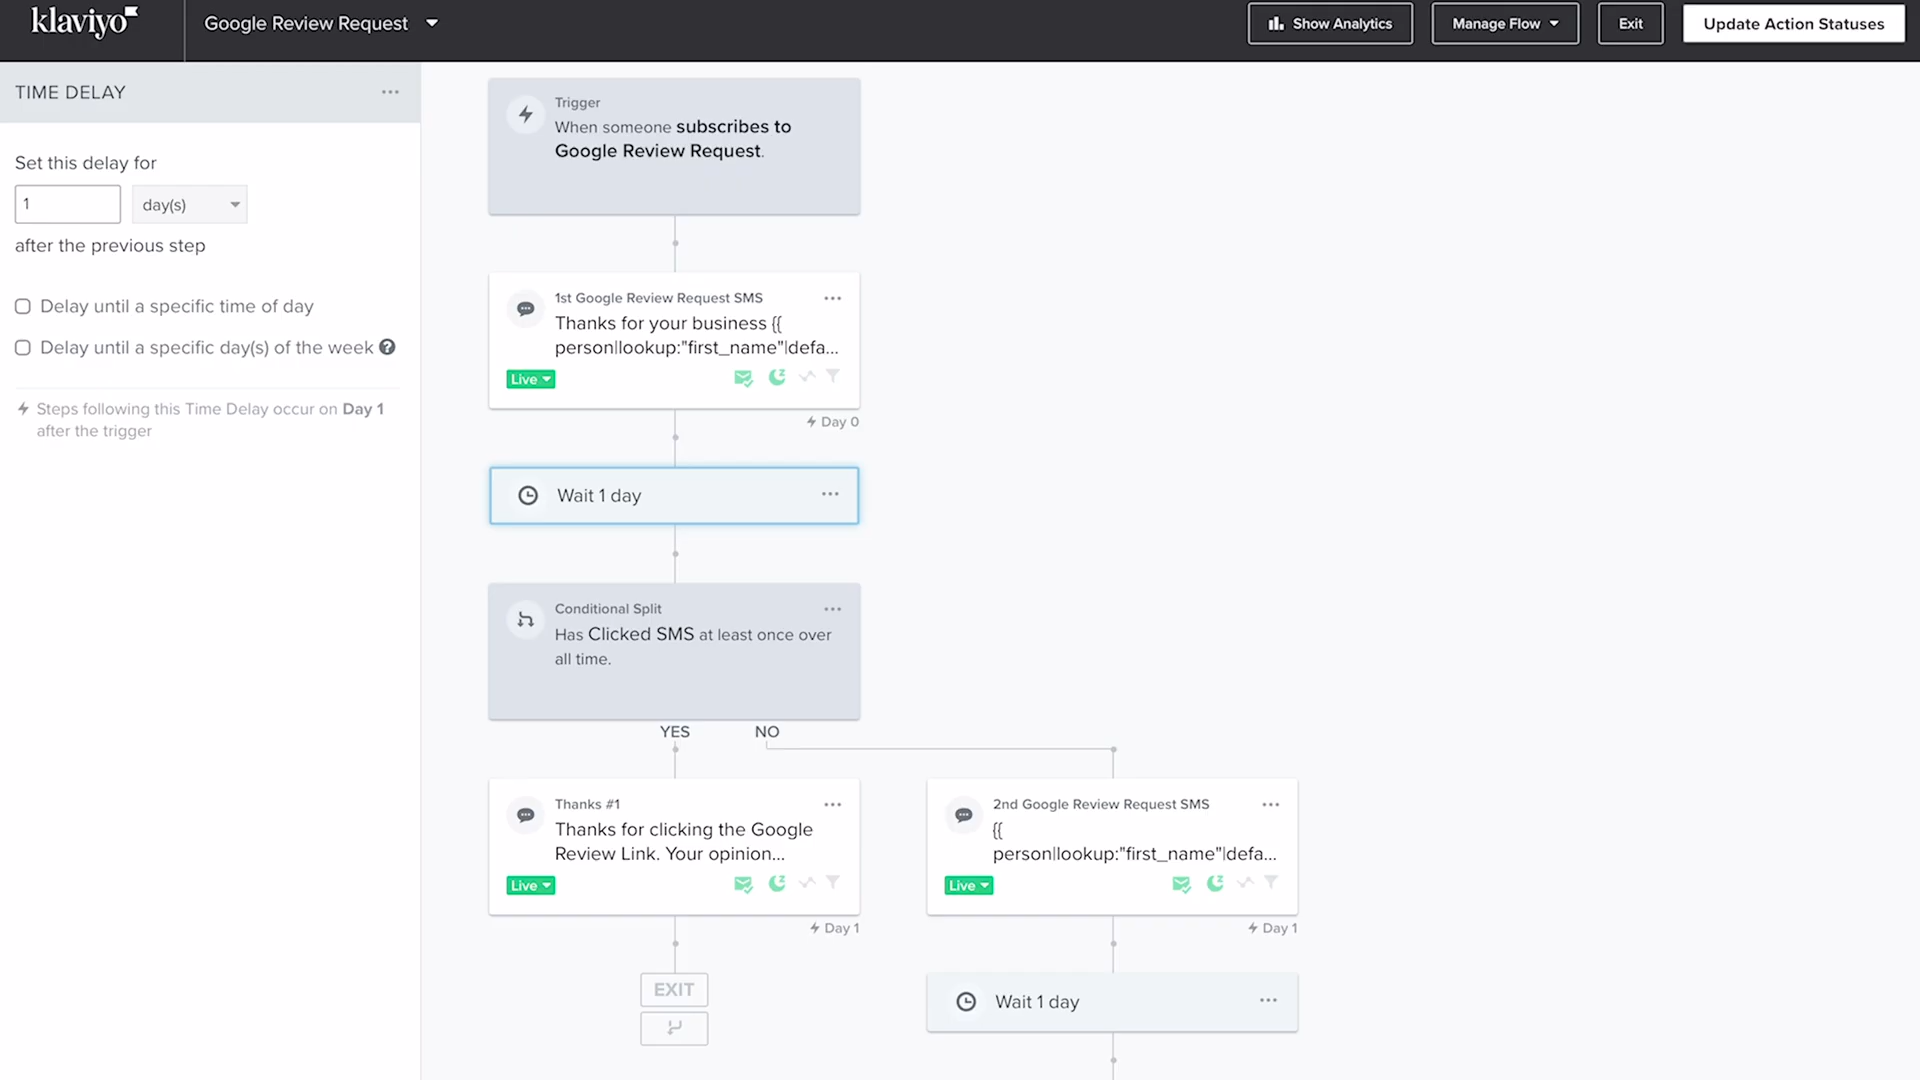 klaviyo
Google Review Request
Show Analytics
Manage Flow
Exit
Update Action Statuses
TIME DELAY
Set this delay for
1
day(s)
after the previous step
Delay until a specific time of day
Delay until a specific day(s) of the week
Steps following this Time Delay occur on Day 1
after the trigger
Trigger
When someone subscribes to
Google Review Request.
1st Google Review Request SMS
Thanks for your business {{
person|lookup:"first_name"|defa...
Live
Day 0
Wait 1 day
Conditional Split
Has Clicked SMS at least once over
all time.
YES
NO
Thanks #1
Thanks for clicking the Google
Review Link. Your opinion...
Live
Day 1
EXIT
2nd Google Review Request SMS
{{
person|lookup:"first_name"|defa...
Live
Day 1
Wait 1 day